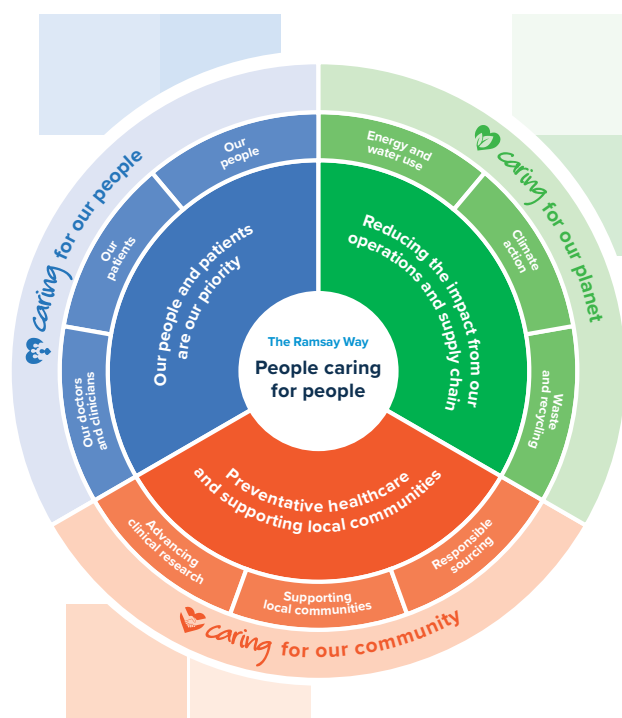 The Ramsay Way
People caring
for people
caring for our people
Our
people
Our
patients
Our doctors
and clinicians
Our people and patients
are our priority
caring for our planet
Energy and
water use
Climate
action
Waste
and recycling
Reducing the impact from our
operations and supply chain
Preventative healthcare
and supporting local communities
Advancing
clinical research
Supporting
local communities
Responsible
sourcing
caring for our community